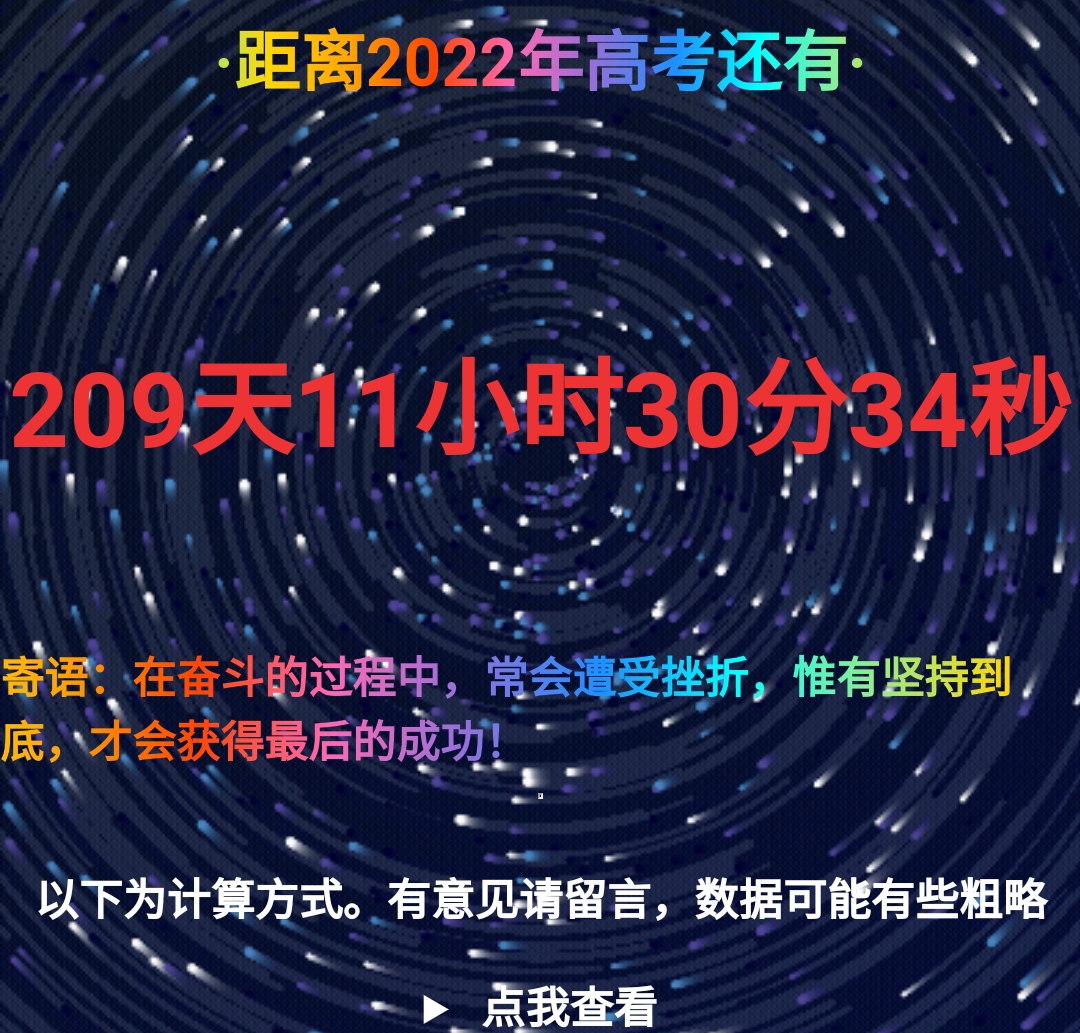 ·距离2022年高考还有·
209天11小时30分34秒
寄语：在奋斗的过程中，常会遭受挫折，惟有坚持到
底，才会获得最后的成功！
以下为计算方式。有意见请留言，数据可能有些粗略
▶ 点我查看